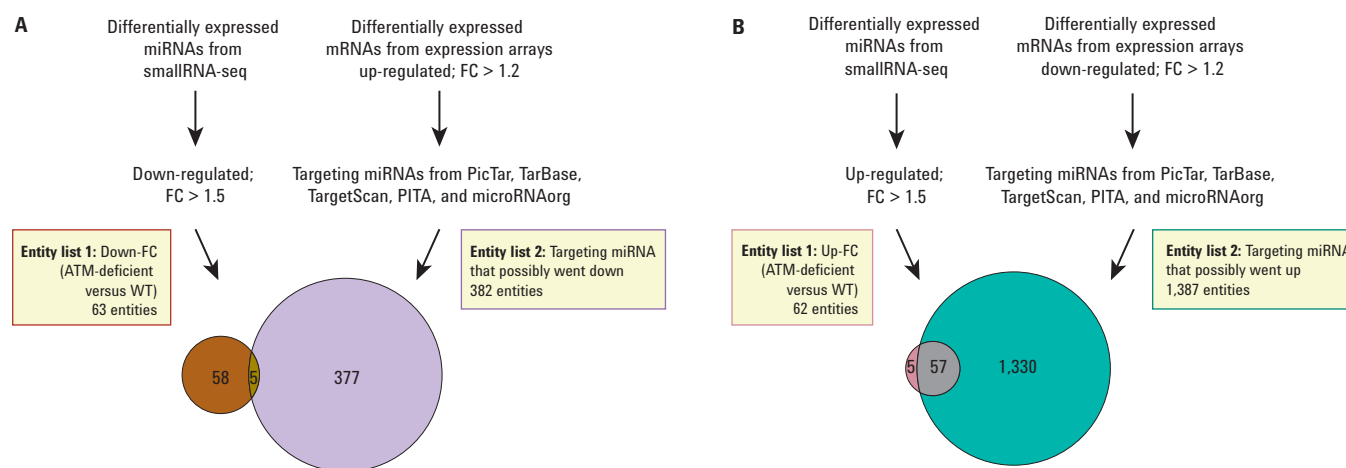 A
Differentially expressed
miRNAs from
smallRNA-seq
Differentially expressed
mRNAs from expression arrays
up-regulated; FC > 1.2
Down-regulated;
FC > 1.5
Targeting miRNAs from PicTar, TarBase,
TargetScan, PITA, and microRNAorg
Entity list 1: Down-FC
(ATM-deficient
versus WT)
63 entities
Entity list 2: Targeting miRNA
that possibly went down
382 entities
58
5
377
B
Differentially expressed
miRNAs from
smallRNA-seq
Differentially expressed
mRNAs from expression arrays
down-regulated; FC > 1.2
Up-regulated;
FC > 1.5
Targeting miRNAs from PicTar, TarBase,
TargetScan, PITA, and microRNAorg
Entity list 1: Up-FC
(ATM-deficient
versus WT)
62 entities
Entity list 2: Targeting miRNA
that possibly went up
1,387 entities
5
57
1,330